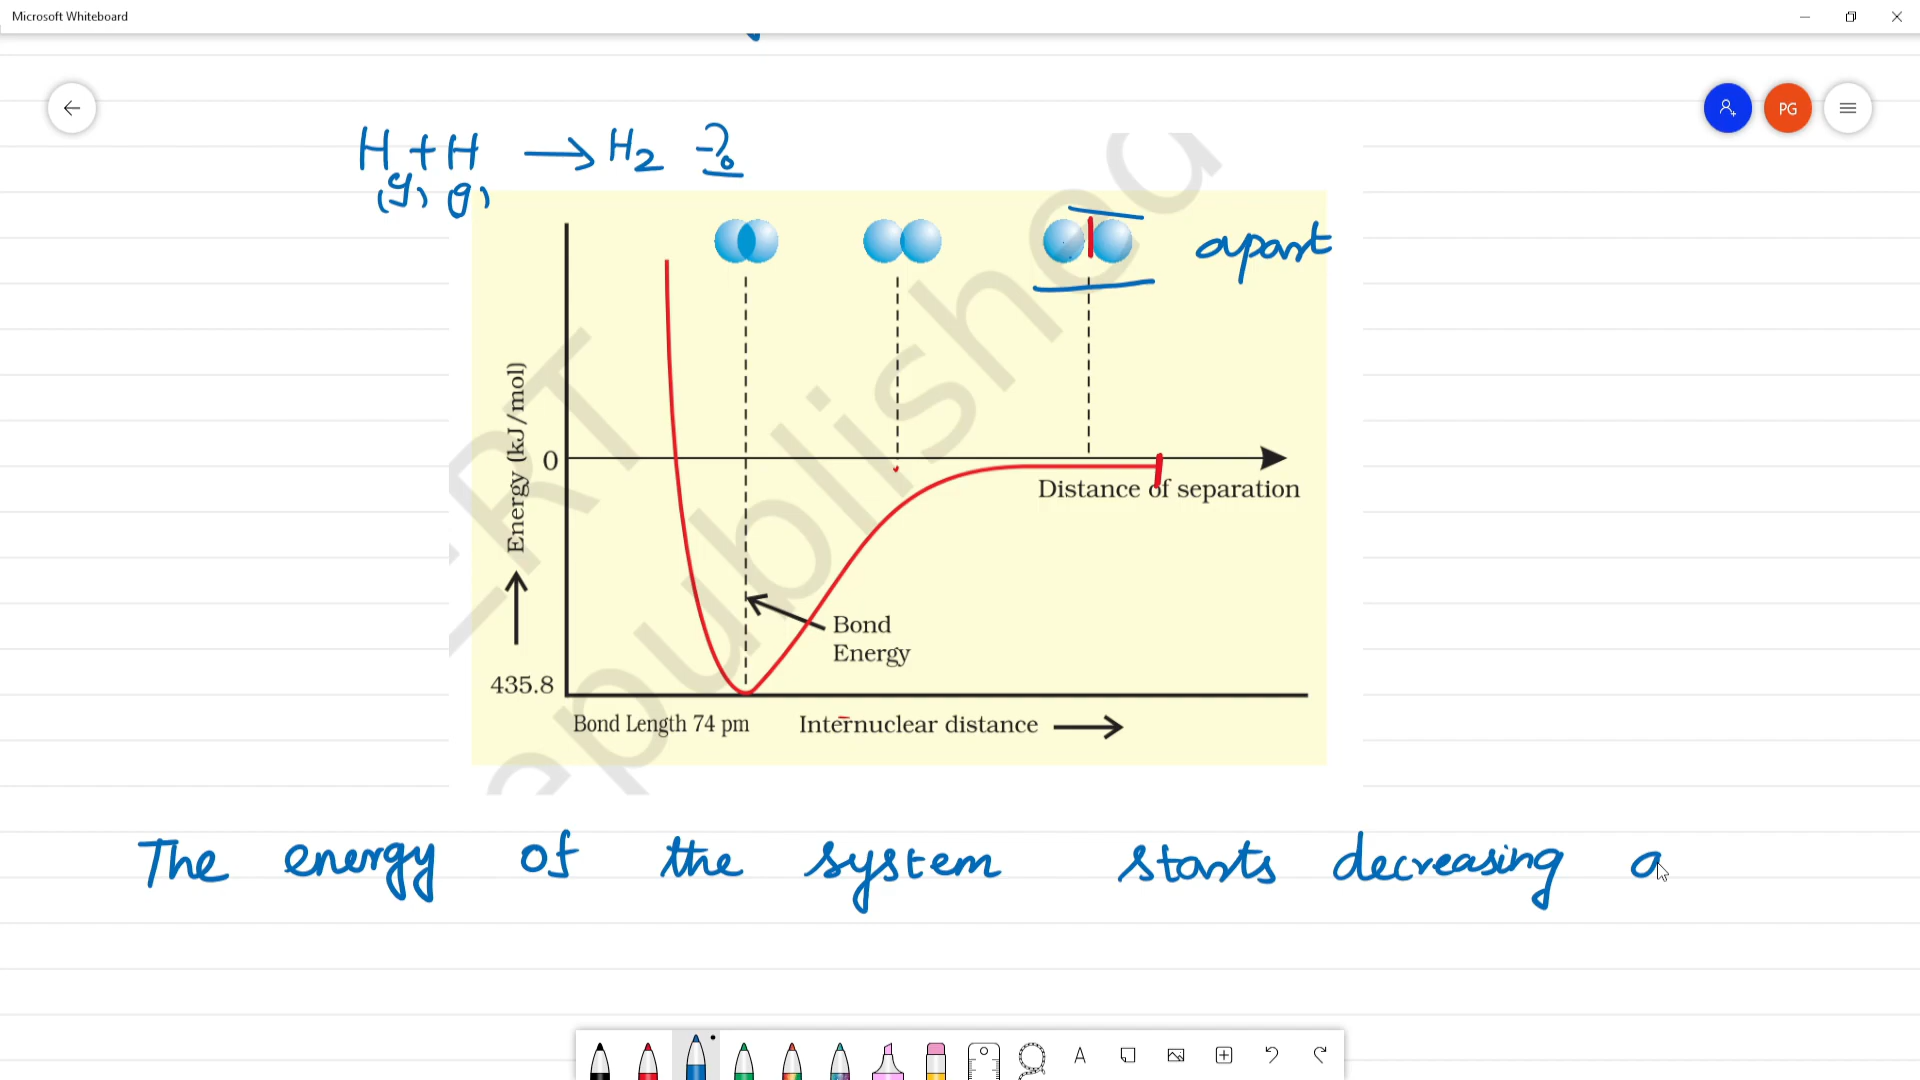 Microsoft Whiteboard
PG
H + H → H2 ?
(g) (g)
apart
Energy (kJ/mol)
0
Distance of separation
Bond
Energy
435.8
Bond Length 74 pm
Internuclear distance
The energy of the system starts decreasing a
A